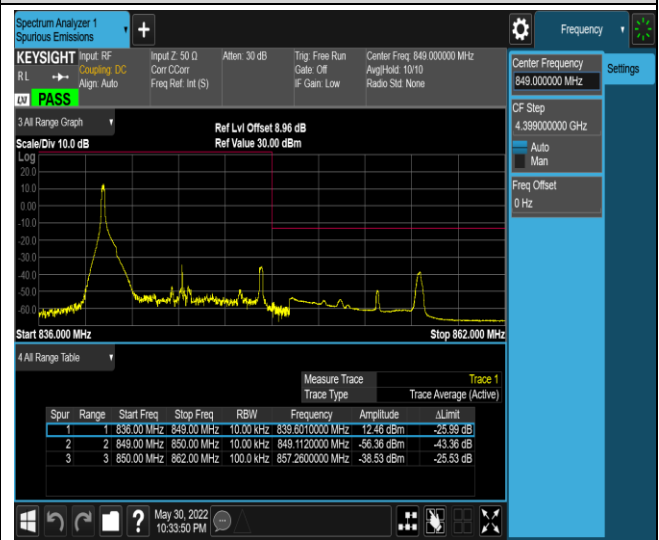 Spectrum Analyzer 1
Spurious Emissions
+
Frequency
KEYSIGHT Input: RF Input Z: 50 Ω Atten: 30 dB Trig: Free Run Center Freq: 849.000000 MHz
RL Coupling: DC Corr CCorr Gate: Off Avg|Hold: 10/10
Align: Auto Freq Ref: Int (S) IF Gain: Low Radio Std: None
LXI PASS
Center Frequency
849.000000 MHz
Settings
CF Step
4.399000000 GHz
Auto
Man
Freq Offset
0 Hz
3 All Range Graph
Ref Lvl Offset 8.96 dB
Scale/Div 10.0 dB Ref Value 30.00 dBm
Log
20.0
10.0
0.00
-10.0
-20.0
-30.0
-40.0
-50.0
-60.0
Start 836.000 MHz Stop 862.000 MHz
4 All Range Table
Measure Trace Trace 1
Trace Type Trace Average (Active)
Spur Range Start Freq Stop Freq RBW Frequency Amplitude ΔLimit
1 1 836.00 MHz 849.00 MHz 10.00 kHz 839.6010000 MHz 12.46 dBm -25.99 dB
2 2 849.00 MHz 850.00 MHz 10.00 kHz 849.1120000 MHz -56.36 dBm -43.36 dB
3 3 850.00 MHz 862.00 MHz 100.0 kHz 857.2600000 MHz -38.53 dBm -25.53 dB
? May 30, 2022
10:33:50 PM